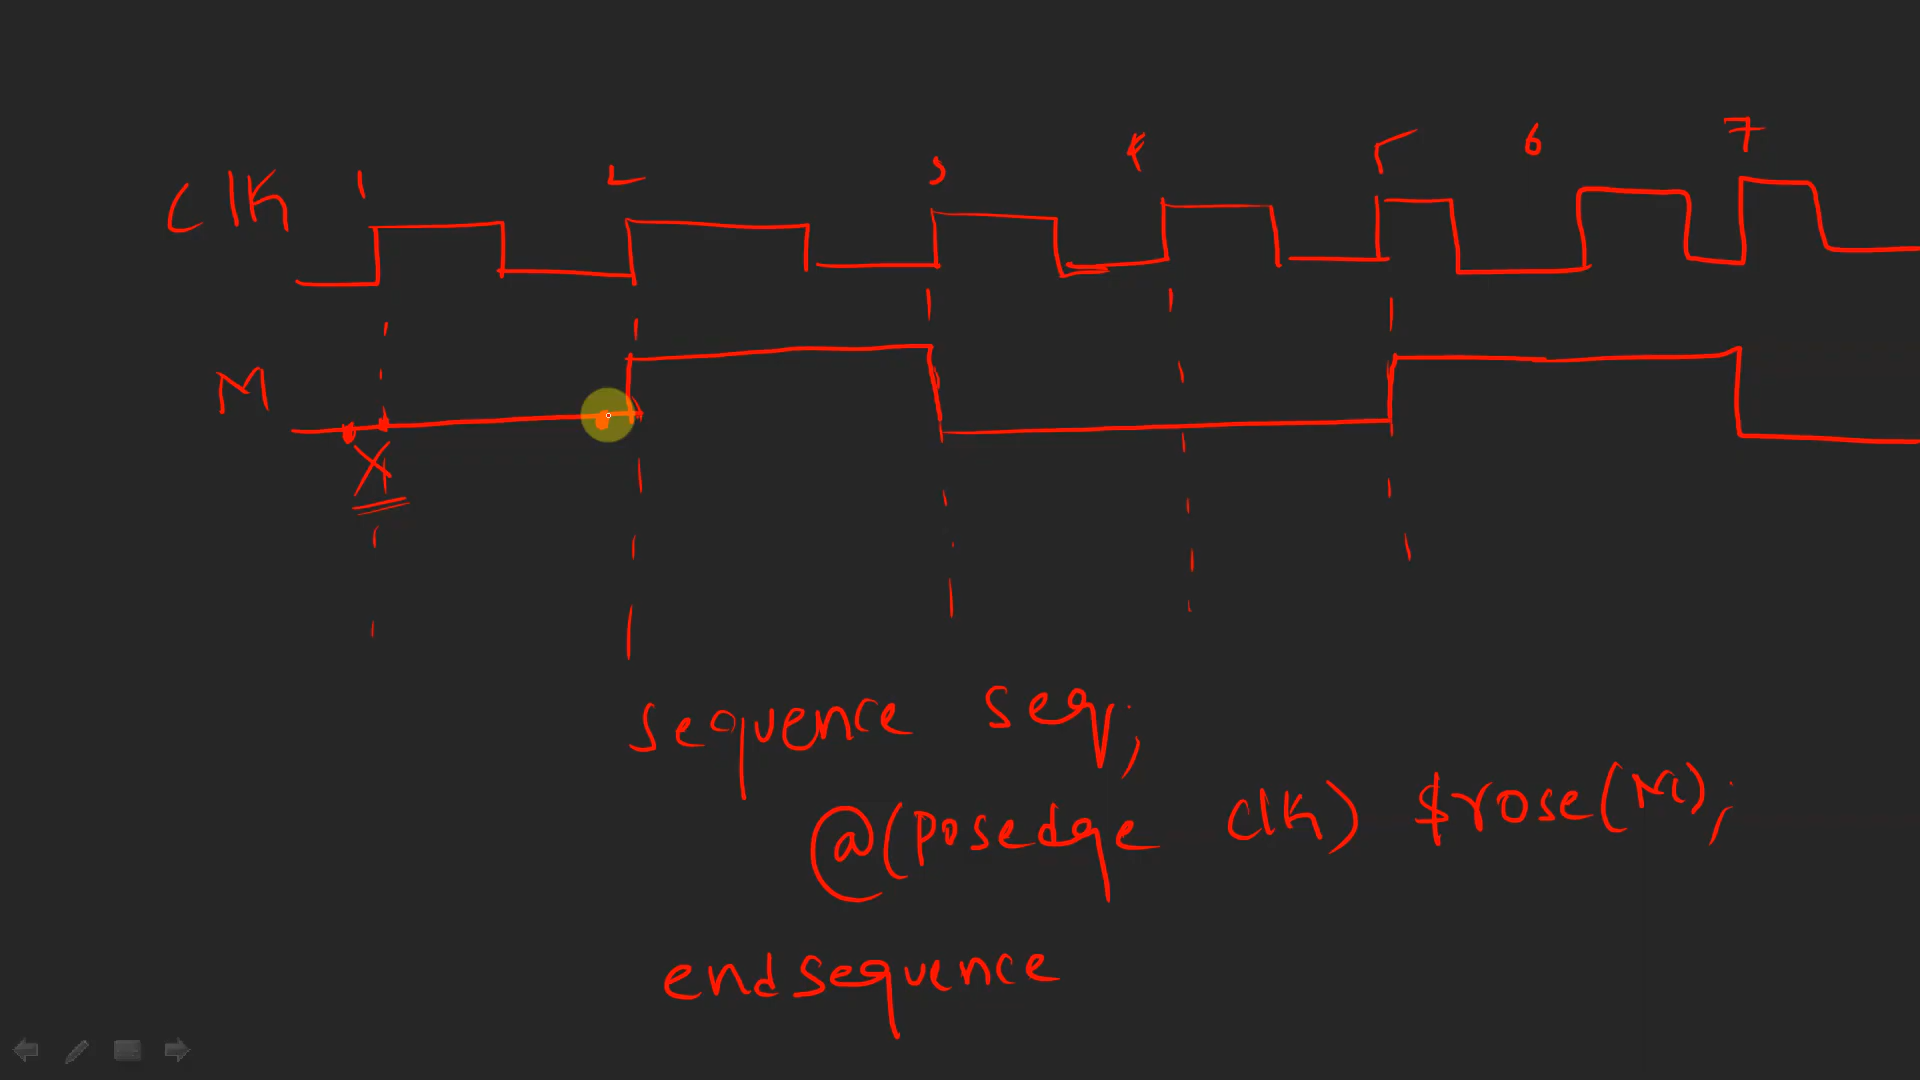 1 2 3 4 5 6 7
Clk
M
X
sequence seq;
@(posedge clk) $rose(M);
endsequence